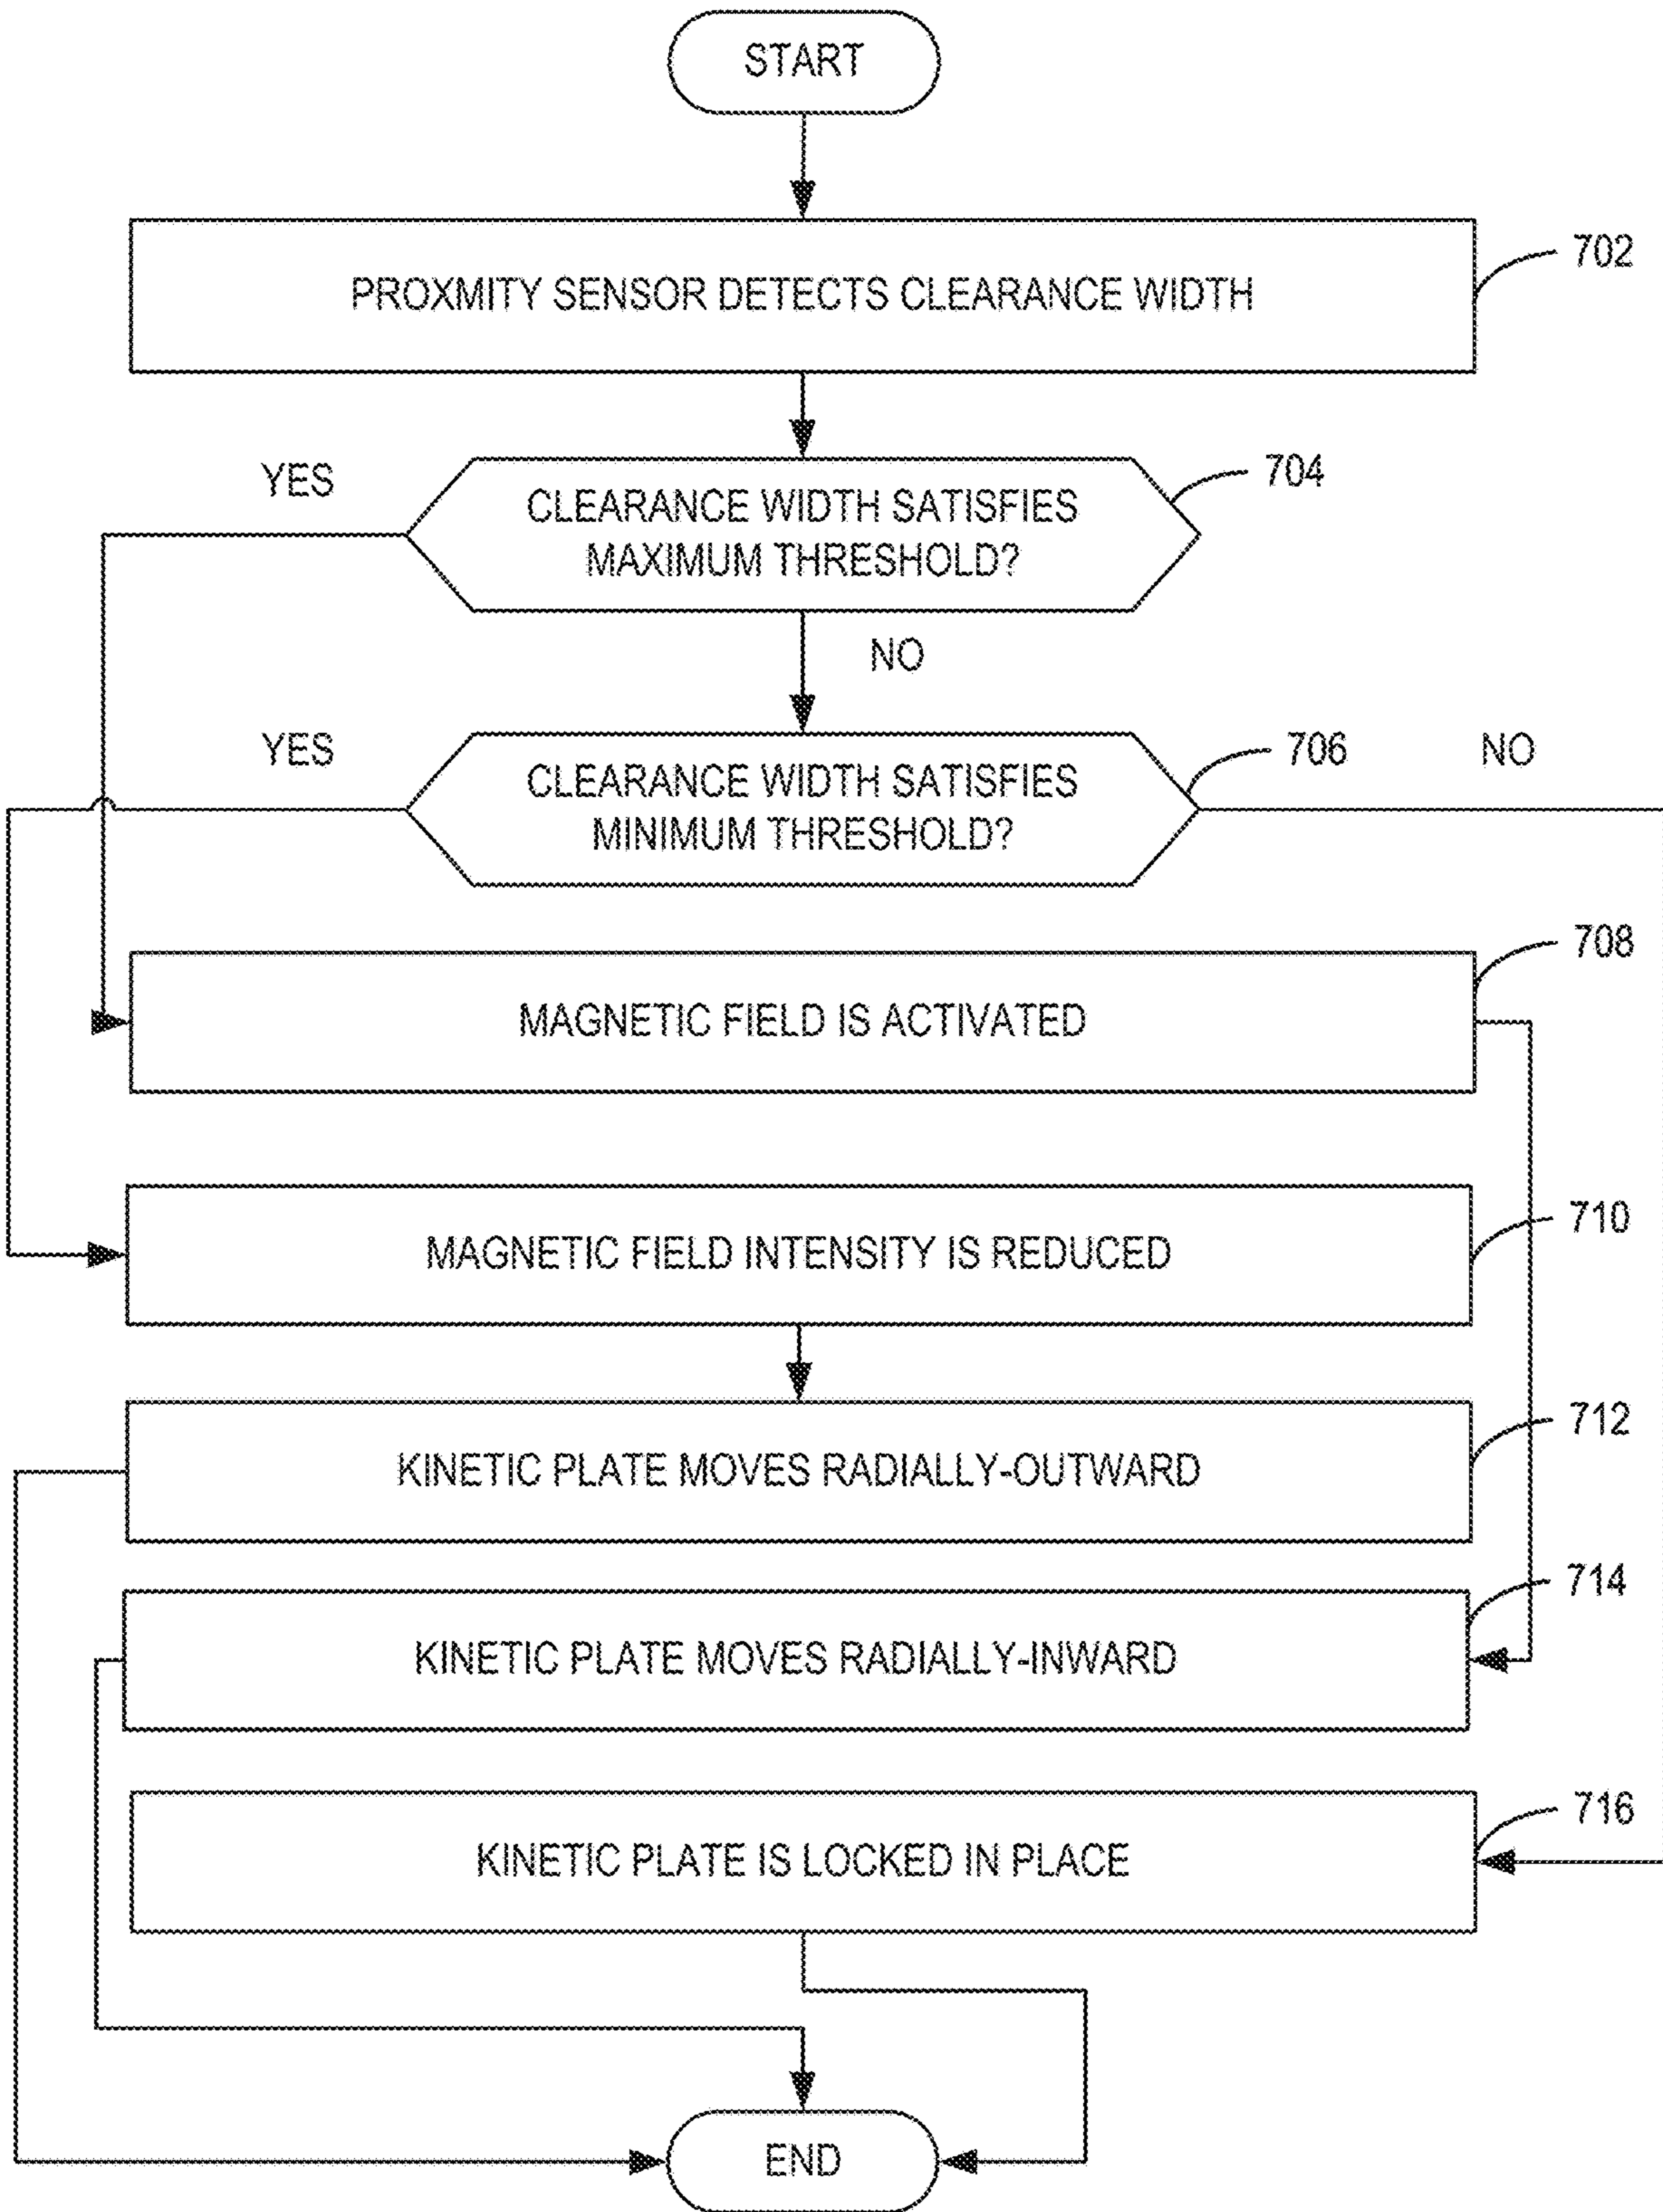 START
PROXMITY SENSOR DETECTS CLEARANCE WIDTH
702
YES
CLEARANCE WIDTH SATISFIES
MAXIMUM THRESHOLD?
704
NO
YES
CLEARANCE WIDTH SATISFIES
MINIMUM THRESHOLD?
706
NO
MAGNETIC FIELD IS ACTIVATED
708
MAGNETIC FIELD INTENSITY IS REDUCED
710
KINETIC PLATE MOVES RADIALLY-OUTWARD
712
KINETIC PLATE MOVES RADIALLY-INWARD
714
KINETIC PLATE IS LOCKED IN PLACE
716
END